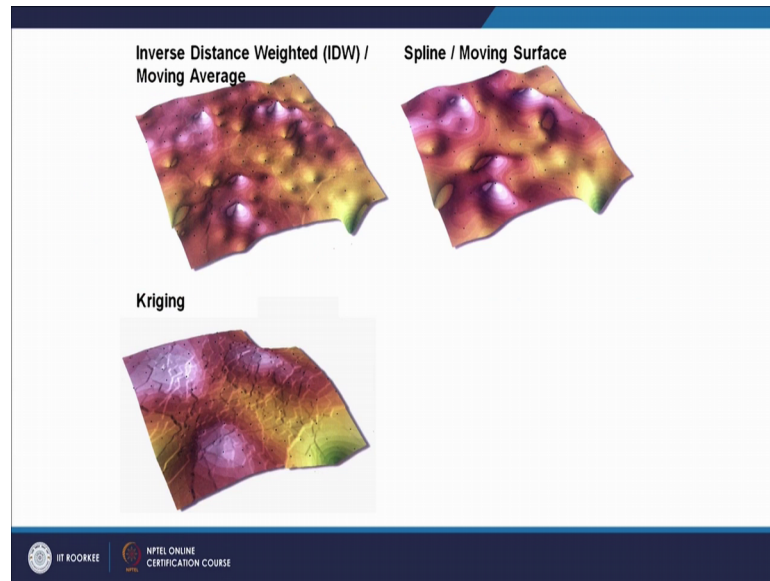 Inverse Distance Weighted (IDW) /
Moving Average
Spline / Moving Surface
Kriging
IIT ROORKEE
NPTEL ONLINE
CERTIFICATION COURSE